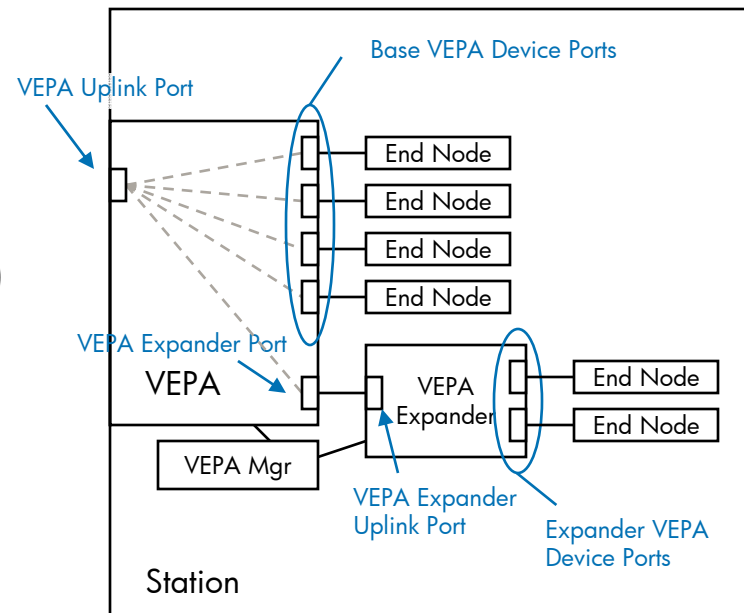 Base VEPA Device Ports
VEPA Uplink Port
End Node
End Node
End Node
End Node
VEPA Expander Port
VEPA
VEPA
Expander
End Node
End Node
VEPA Mgr
VEPA Expander
Uplink Port
Expander VEPA
Device Ports
Station